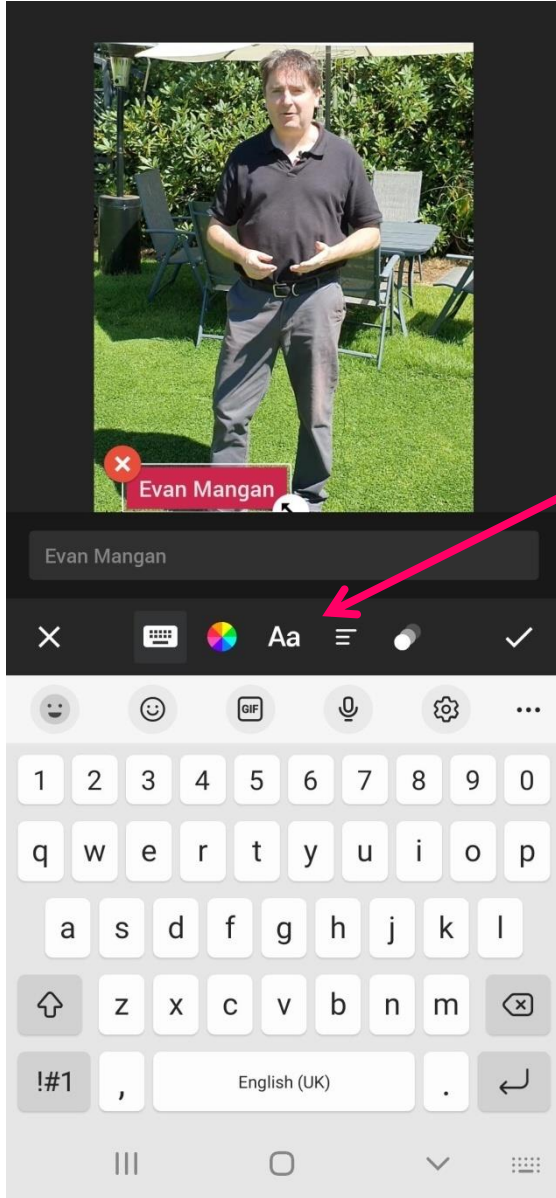 Evan Mangan
Evan Mangan
Aa
GIF
1 2 3 4 5 6 7 8 9 0
q w e r t y u i o p
a s d f g h j k l
z x c v b n m
!#1 , English (UK) .